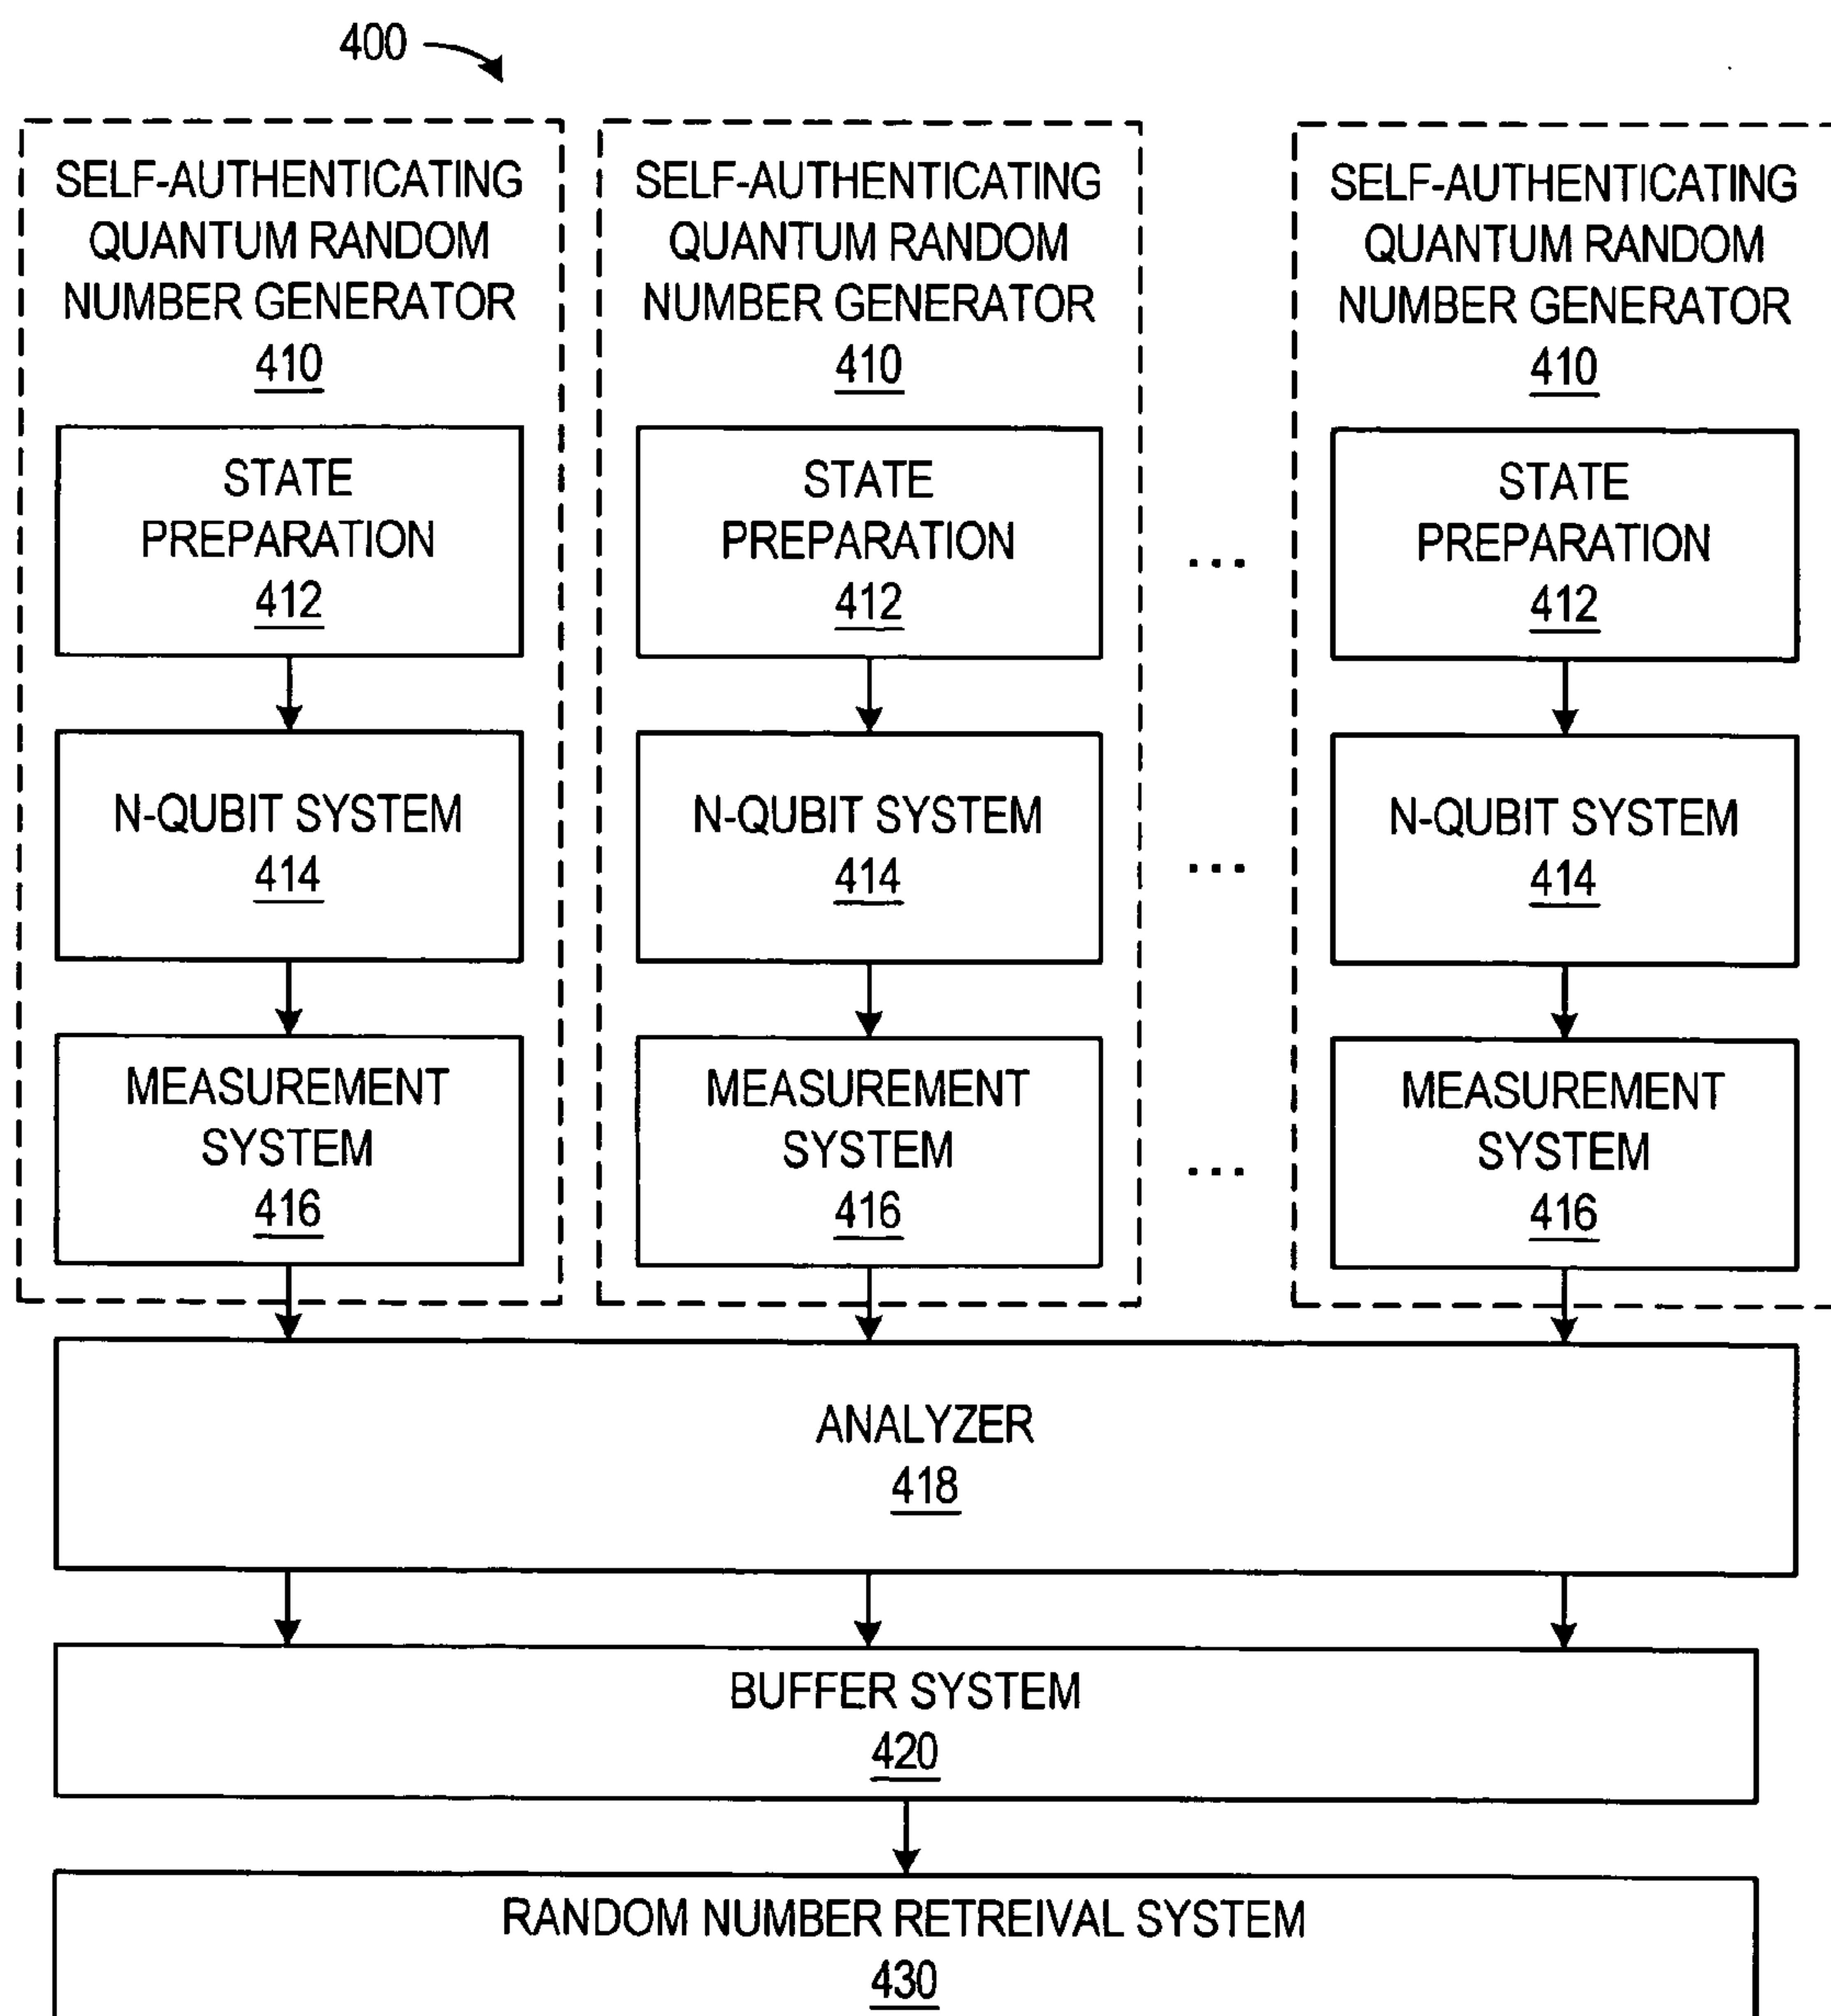 400
SELF-AUTHENTICATING
QUANTUM RANDOM
NUMBER GENERATOR
410
STATE
PREPARATION
412
N-QUBIT SYSTEM
414
MEASUREMENT
SYSTEM
416
SELF-AUTHENTICATING
QUANTUM RANDOM
NUMBER GENERATOR
410
STATE
PREPARATION
412
N-QUBIT SYSTEM
414
MEASUREMENT
SYSTEM
416
...
...
...
SELF-AUTHENTICATING
QUANTUM RANDOM
NUMBER GENERATOR
410
STATE
PREPARATION
412
N-QUBIT SYSTEM
414
MEASUREMENT
SYSTEM
416
ANALYZER
418
BUFFER SYSTEM
420
RANDOM NUMBER RETREIVAL SYSTEM
430